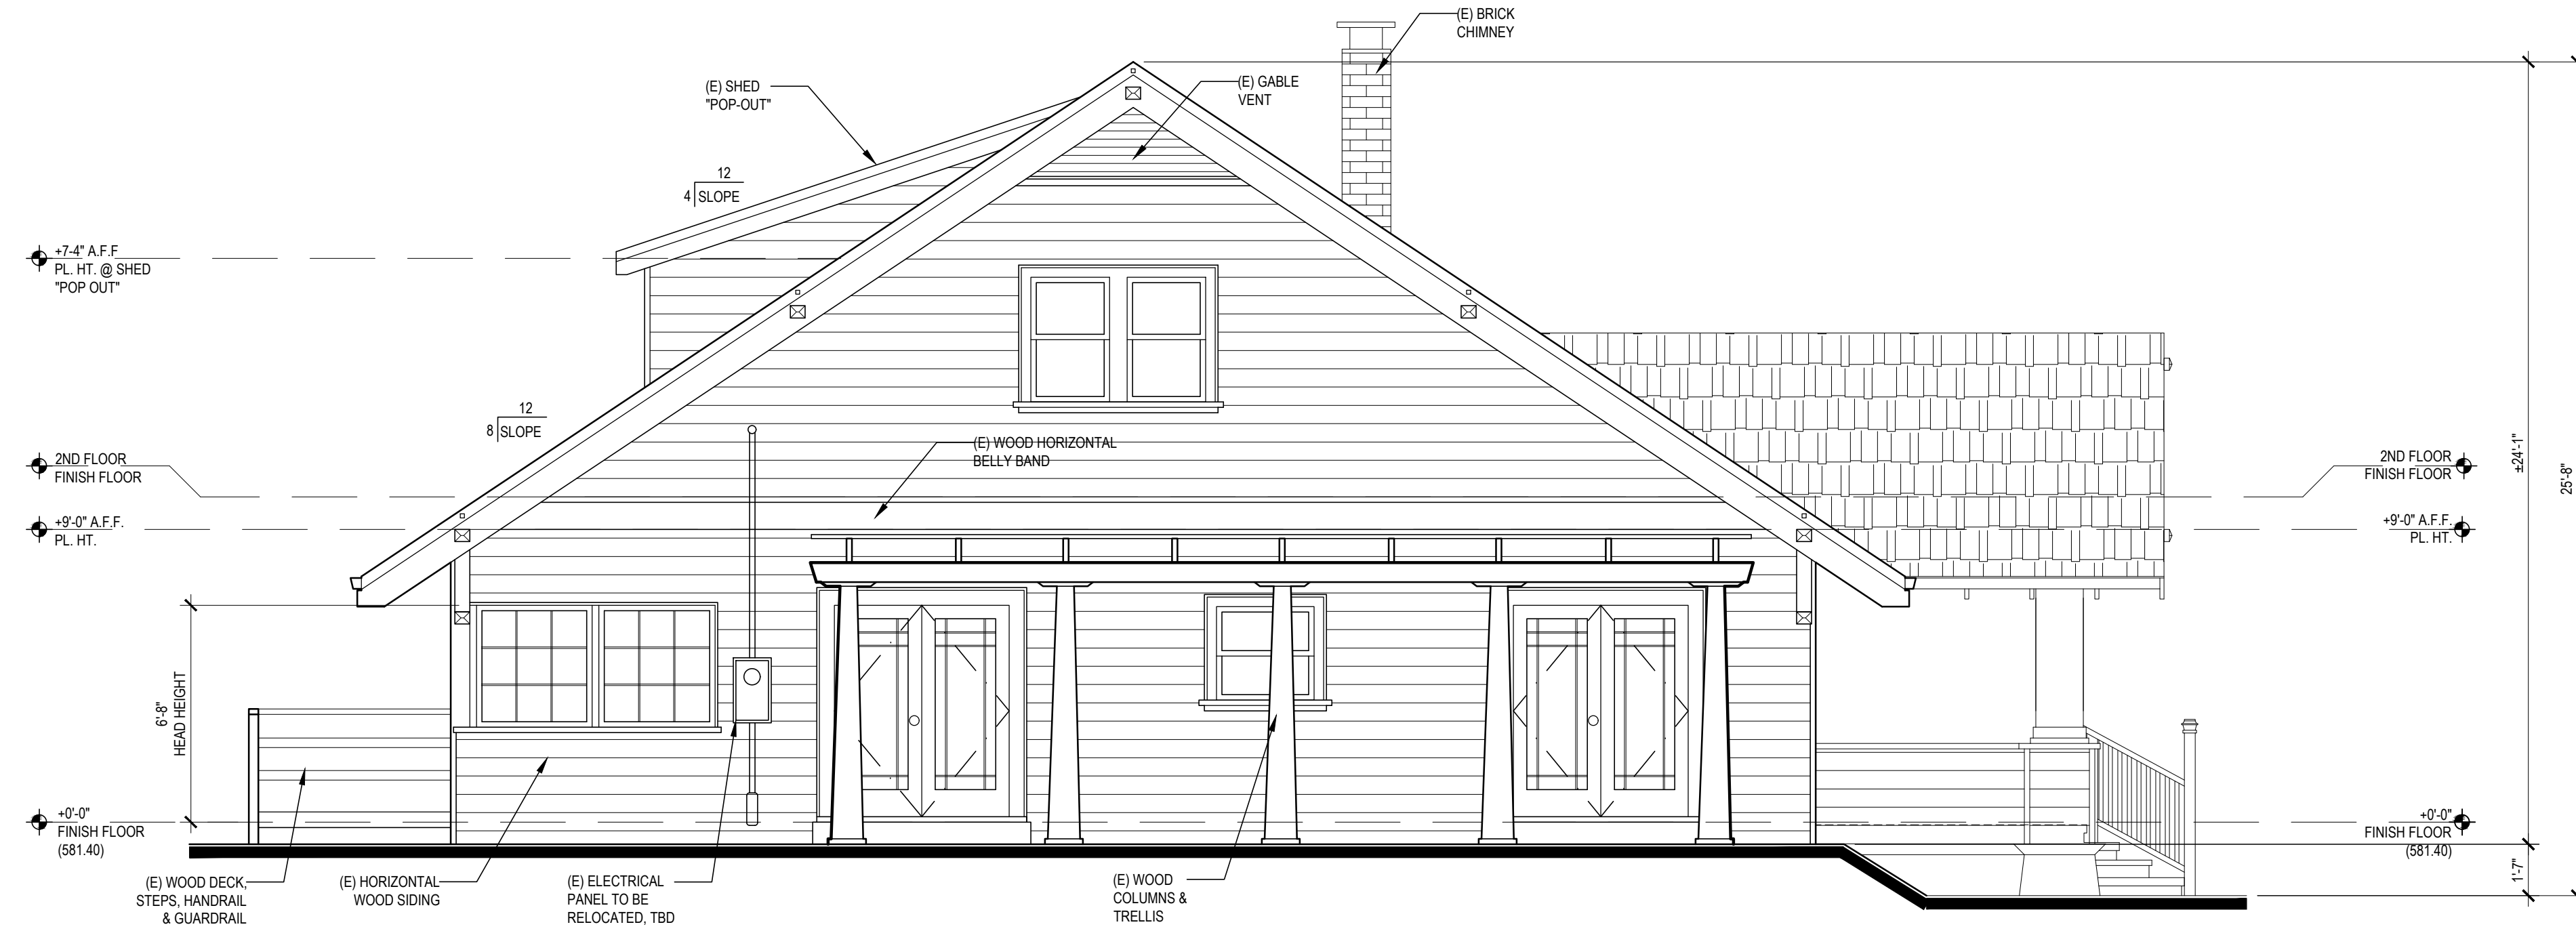 (E) BRICK
CHIMNEY
(E) SHED
"POP-OUT"
(E) GABLE
VENT
12
4 SLOPE
+7-4" A.F.F
PL. HT. @ SHED
"POP OUT"
12
8 SLOPE
(E) WOOD HORIZONTAL
BELLY BAND
2ND FLOOR
FINISH FLOOR
2ND FLOOR
FINISH FLOOR
±24'-1"
25'-8"
+9'-0" A.F.F.
PL. HT.
+9'-0" A.F.F.
PL. HT.
6'-8"
HEAD HEIGHT
+0'-0"
FINISH FLOOR
(581.40)
+0'-0"
FINISH FLOOR
(581.40)
1'-7"
(E) WOOD DECK,
STEPS, HANDRAIL
& GUARDRAIL
(E) HORIZONTAL
WOOD SIDING
(E) ELECTRICAL
PANEL TO BE
RELOCATED, TBD
(E) WOOD
COLUMNS &
TRELLIS